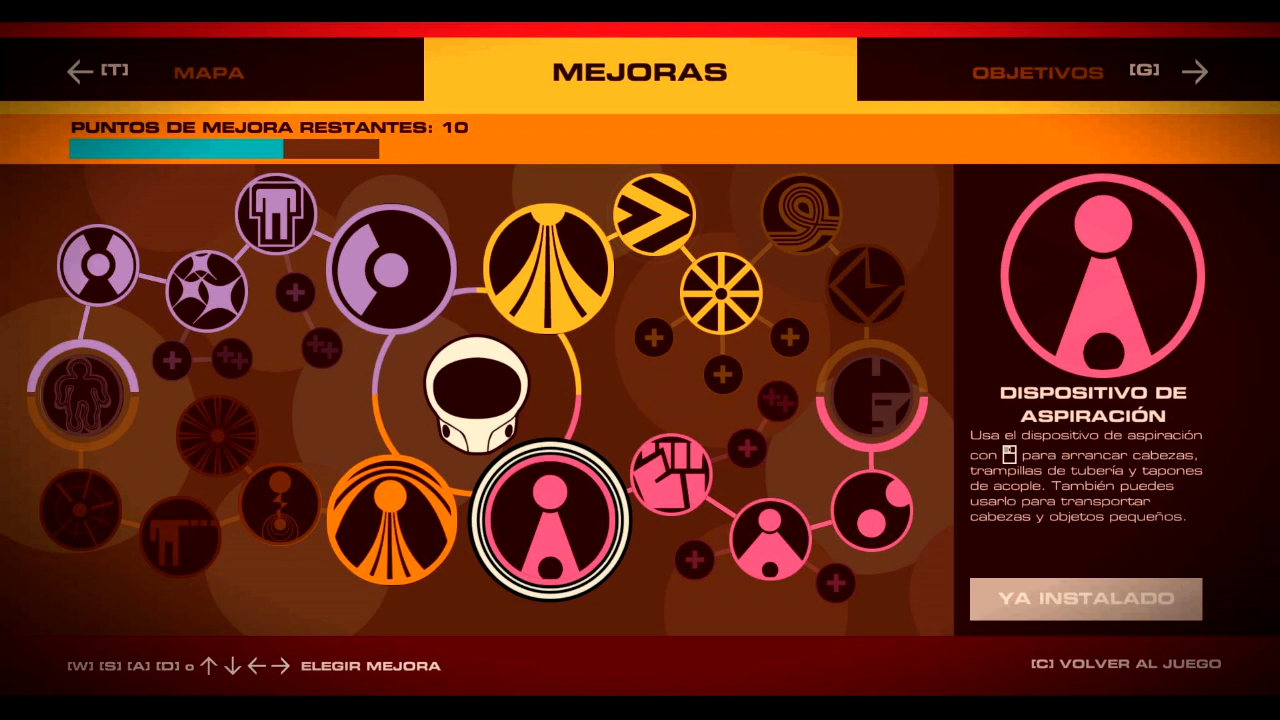 [T] MAPA
MEJORAS
OBJETIVOS [G]
PUNTOS DE MEJORA RESTANTES: 10
DISPOSITIVO DE
ASPIRACIÓN
Usa el dispositivo de aspiración
con para arrancar cabezas,
trampillas de tubería y tapones
de acople. También puedes
usarlo para transportar
cabezas y objetos pequeños.
YA INSTALADO
[W] [S] [A] [D] o ↑ ↓ ← → ELEGIR MEJORA
[C] VOLVER AL JUEGO